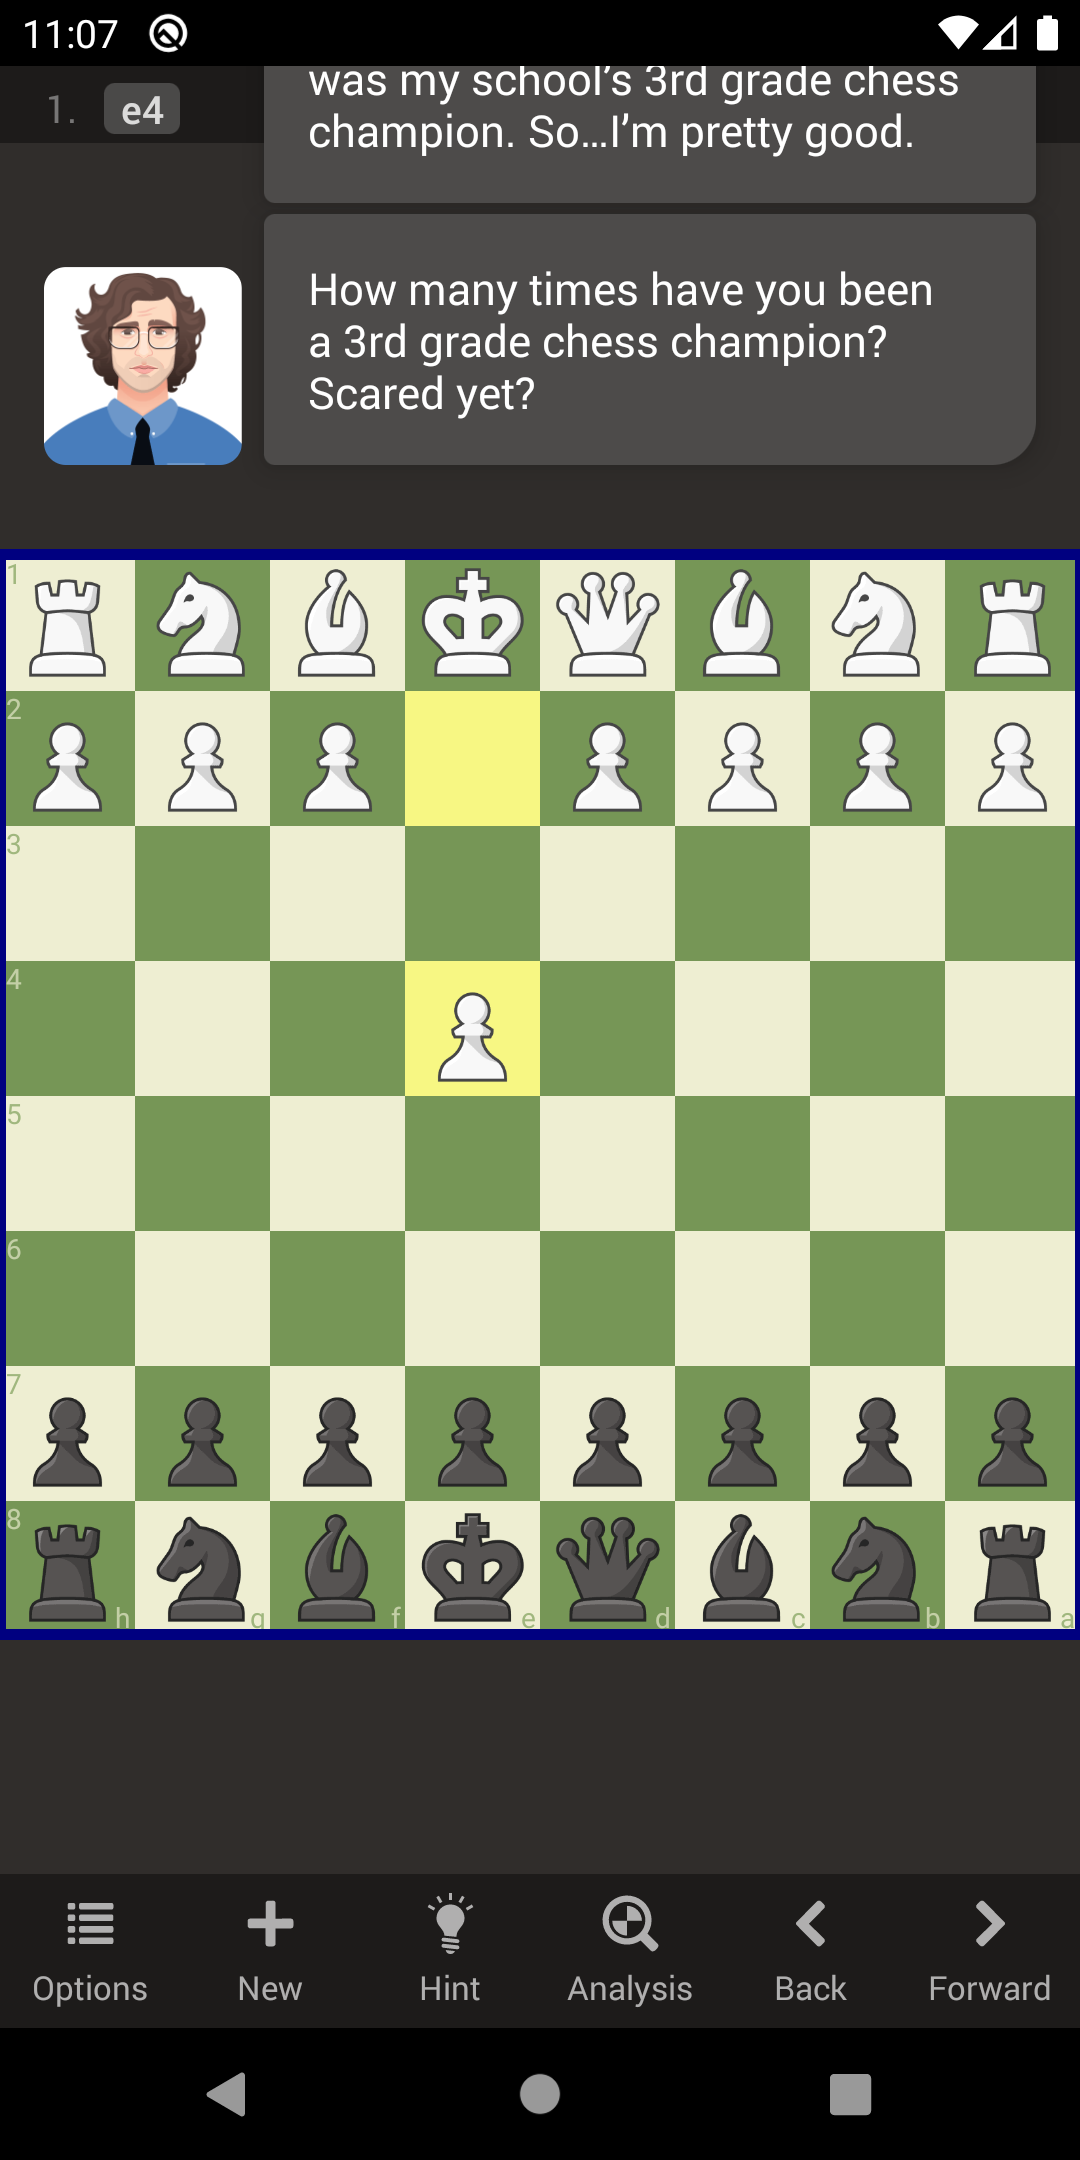 11:07
1. e4
was my school's 3rd grade chess
champion. So...I'm pretty good.
How many times have you been
a 3rd grade chess champion?
Scared yet?
1
2
3
4
5
6
7
8
h g f e d c b a
Options New Hint Analysis Back Forward